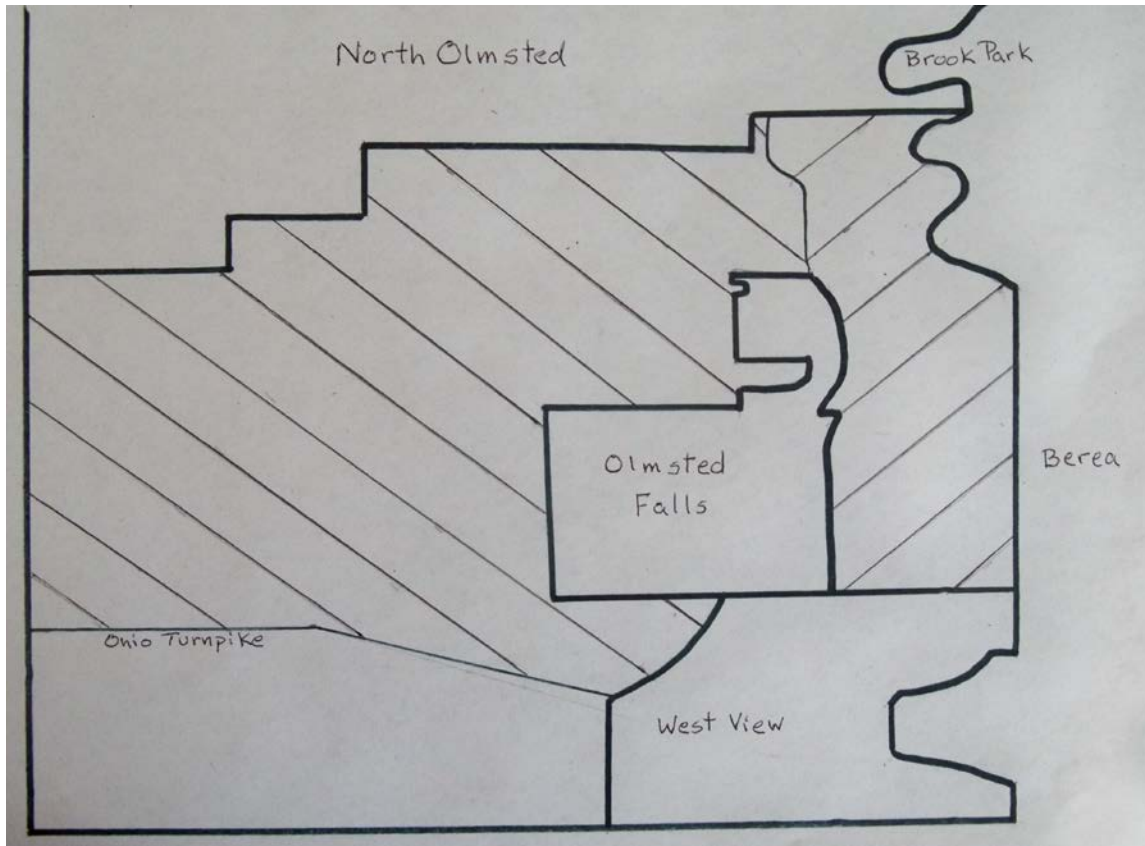 North Olmsted
Brook Park
Olmsted
Falls
Berea
Ohio Turnpike
West View